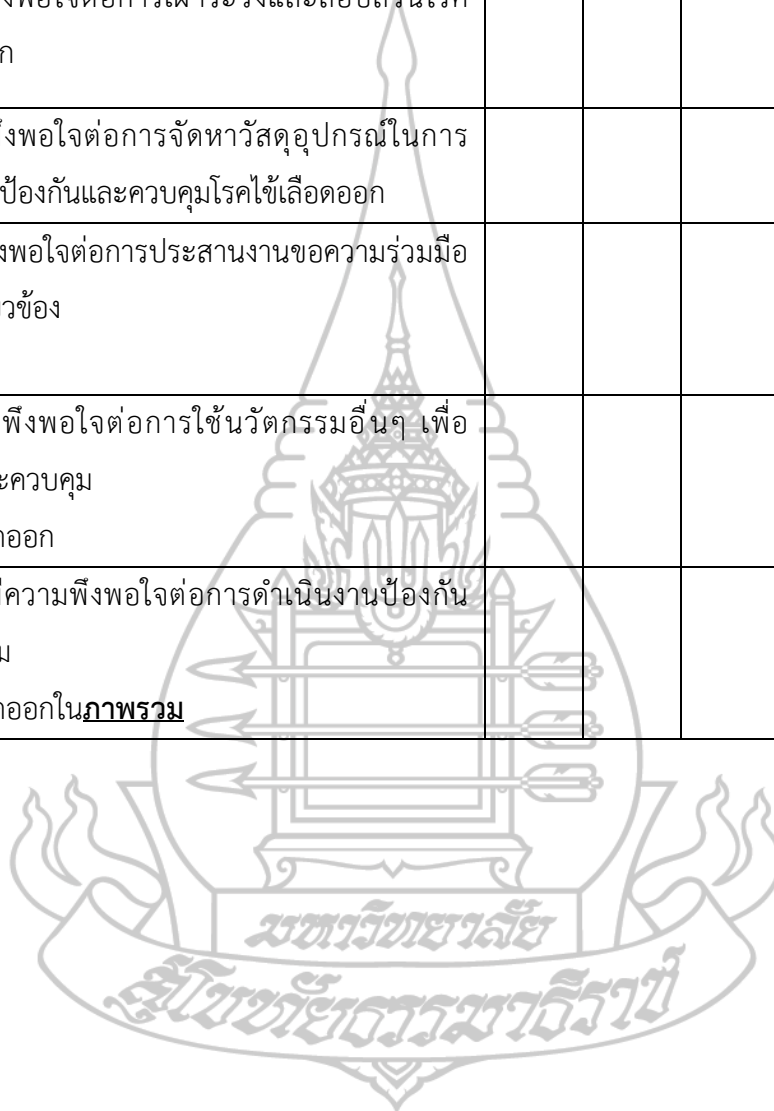 งพอใจต่อการเฝ้าระวังและสอบสวนโรค
ก
ึงพอใจต่อการจัดหาวัสดุอุปกรณ์ในการ
ป้องกันและควบคุมโรคไข้เลือดออก
งพอใจต่อการประสานงานขอความร่วมมือ
วข้อง
พึงพอใจต่อการใช้นวัตกรรมอื่นๆ เพื่อ
ะควบคุม
ดออก
ีความพึงพอใจต่อการดำเนินงานป้องกัน
ม
ดออกในภาพรวม
มหาวิทยาลัย
สุโขทัยธรรมาธิราช